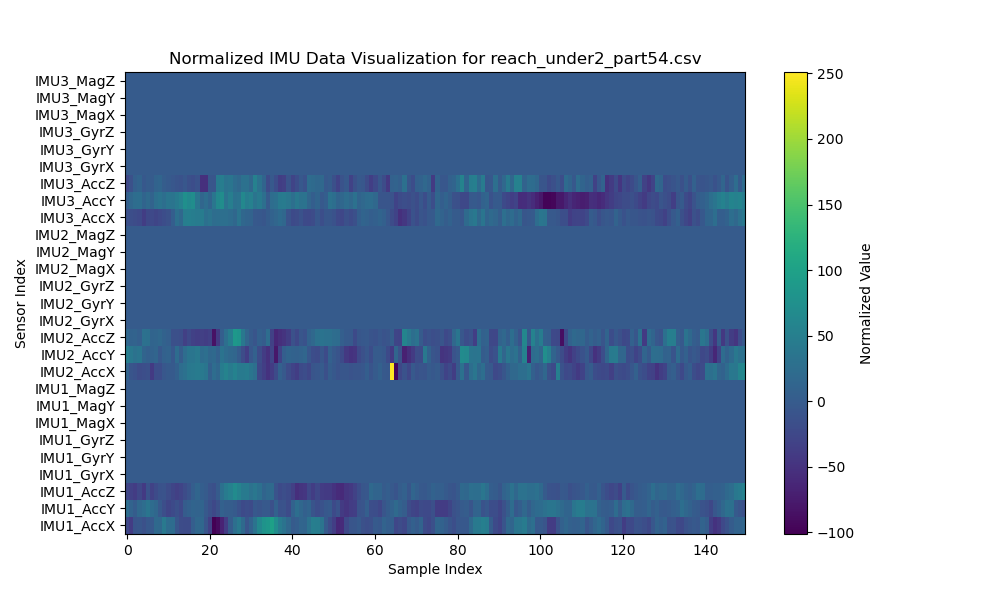 Normalized IMU Data Visualization for reach_under2_part54.csv
IMU3_MagZ
IMU3_MagY
IMU3_MagX
IMU3_GyrZ
IMU3_GyrY
IMU3_GyrX
IMU3_AccZ
IMU3_AccY
IMU3_AccX
IMU2_MagZ
IMU2_MagY
IMU2_MagX
IMU2_GyrZ
IMU2_GyrY
IMU2_GyrX
IMU2_AccZ
IMU2_AccY
IMU2_AccX
IMU1_MagZ
IMU1_MagY
IMU1_MagX
IMU1_GyrZ
IMU1_GyrY
IMU1_GyrX
IMU1_AccZ
IMU1_AccY
IMU1_AccX
Sensor Index
0 20 40 60 80 100 120 140
Sample Index
250
200
150
100
50
0
−50
−100
Normalized Value